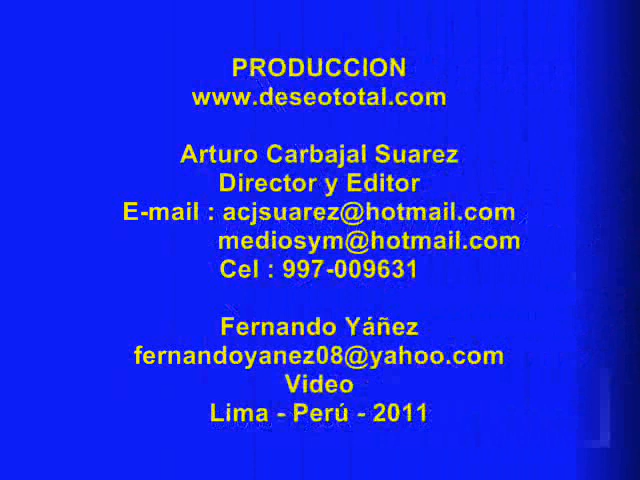 PRODUCCION
www.deseototal.com
Arturo Carbajal Suarez
Director y Editor
E-mail : acjsuarez@hotmail.com
mediosym@hotmail.com
Cel : 997-009631
Fernando Yáñez
fernandoyanez08@yahoo.com
Video
Lima - Perú - 2011